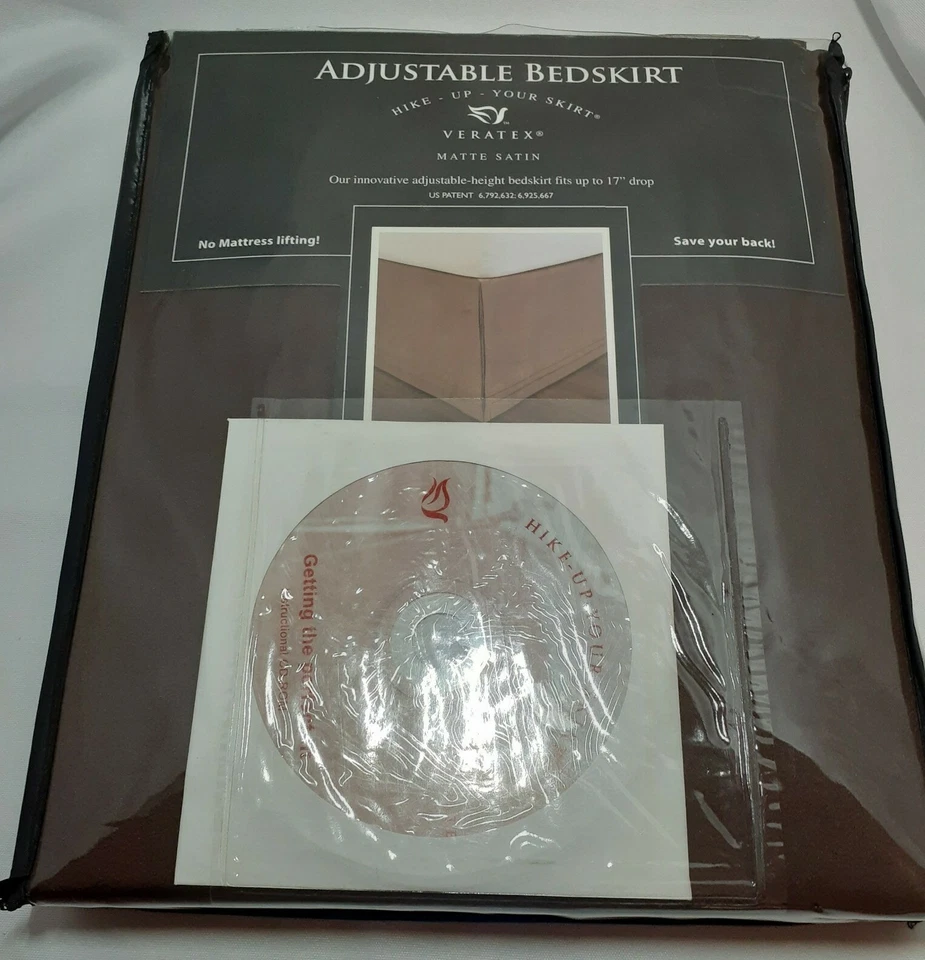 ADJUSTABLE BEDSKIRT
HIKE - UP - YOUR SKIRT®
VERATEX®
MATTE SATIN
Our innovative adjustable-height bedskirt fits up to 17" drop
US PATENT 6,792,632; 6,925,667
No Mattress lifting!
Save your back!
HIKE-UP YOUR
Getting the